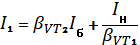 I₁ = β_VT₂ I_б + I_н / β_VT₁